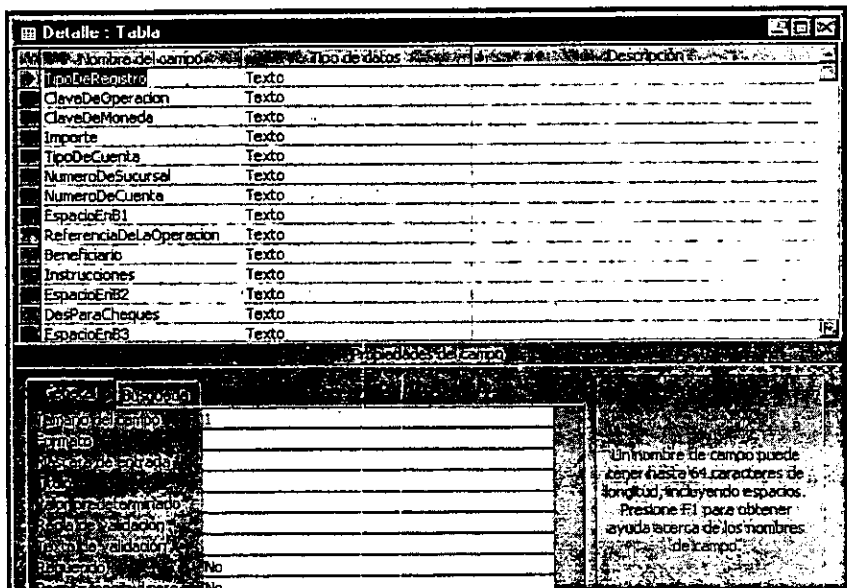 Detalle : Tabla
Nombre del campo Tipo de datos Descripción
TipoDeRegistro Texto
ClaveDeOperacion Texto
ClaveDeMonada Texto
Importe Texto
TipoDeCuenta Texto
NumeroDeSucursal Texto
NumeroDeCuenta Texto
EspacioEnB1 Texto
ReferenciaDeLaOperacion Texto
Beneficiario Texto
Instrucciones Texto
EspacioEnB2 Texto
DesParaCheques Texto
EspacioEnB3 Texto
Propiedades del campo
General Búsqueda
Tamaño del campo 1
Formato
Máscara de entrada
Título
Valor predeterminado
Regla de validación
Texto de validación
Requerido No
No
Un nombre de campo puede
tener hasta 64 caracteres de
longitud, incluyendo espacios.
Presione F1 para obtener
ayuda acerca de los nombres
de campo.